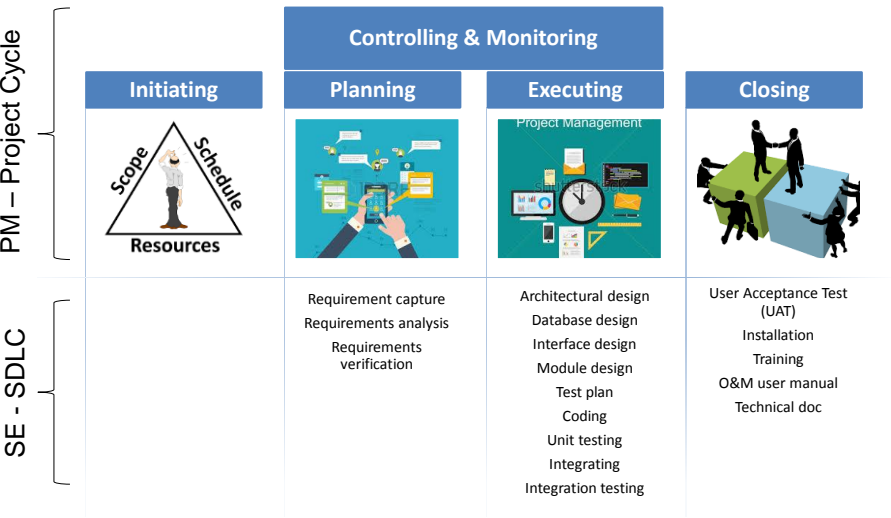 PM – Project Cycle
Controlling & Monitoring
Initiating
Planning
Executing
Closing
Scope
Schedule
Resources
Project Management
shutterstock
SE - SDLC
Requirement capture
Requirements analysis
Requirements
verification
Architectural design
Database design
Interface design
Module design
Test plan
Coding
Unit testing
Integrating
Integration testing
User Acceptance Test
(UAT)
Installation
Training
O&M user manual
Technical doc